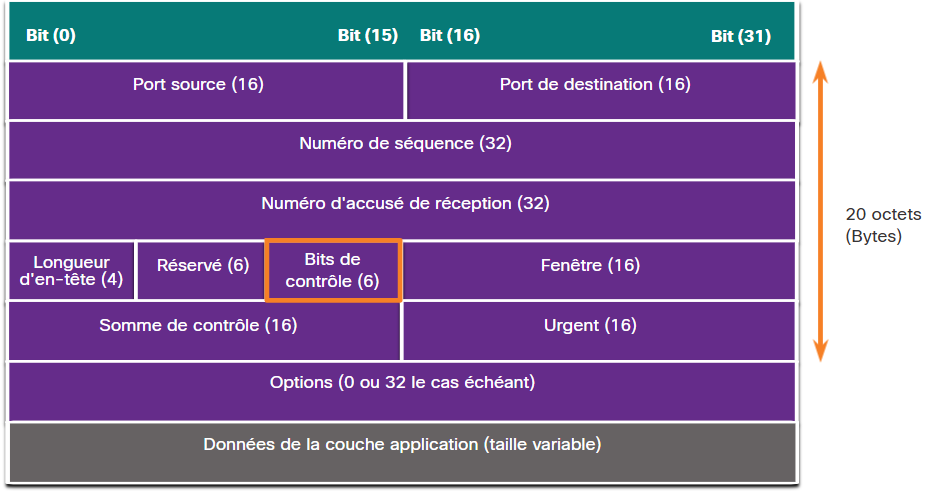 Bit (0) Bit (15) Bit (16) Bit (31)
Port source (16) Port de destination (16)
Numéro de séquence (32)
Numéro d'accusé de réception (32)
Longueur
d'en-tête (4)
Réservé (6)
Bits de
contrôle (6)
Fenêtre (16)
Somme de contrôle (16) Urgent (16)
Options (0 ou 32 le cas échéant)
Données de la couche application (taille variable)
20 octets
(Bytes)